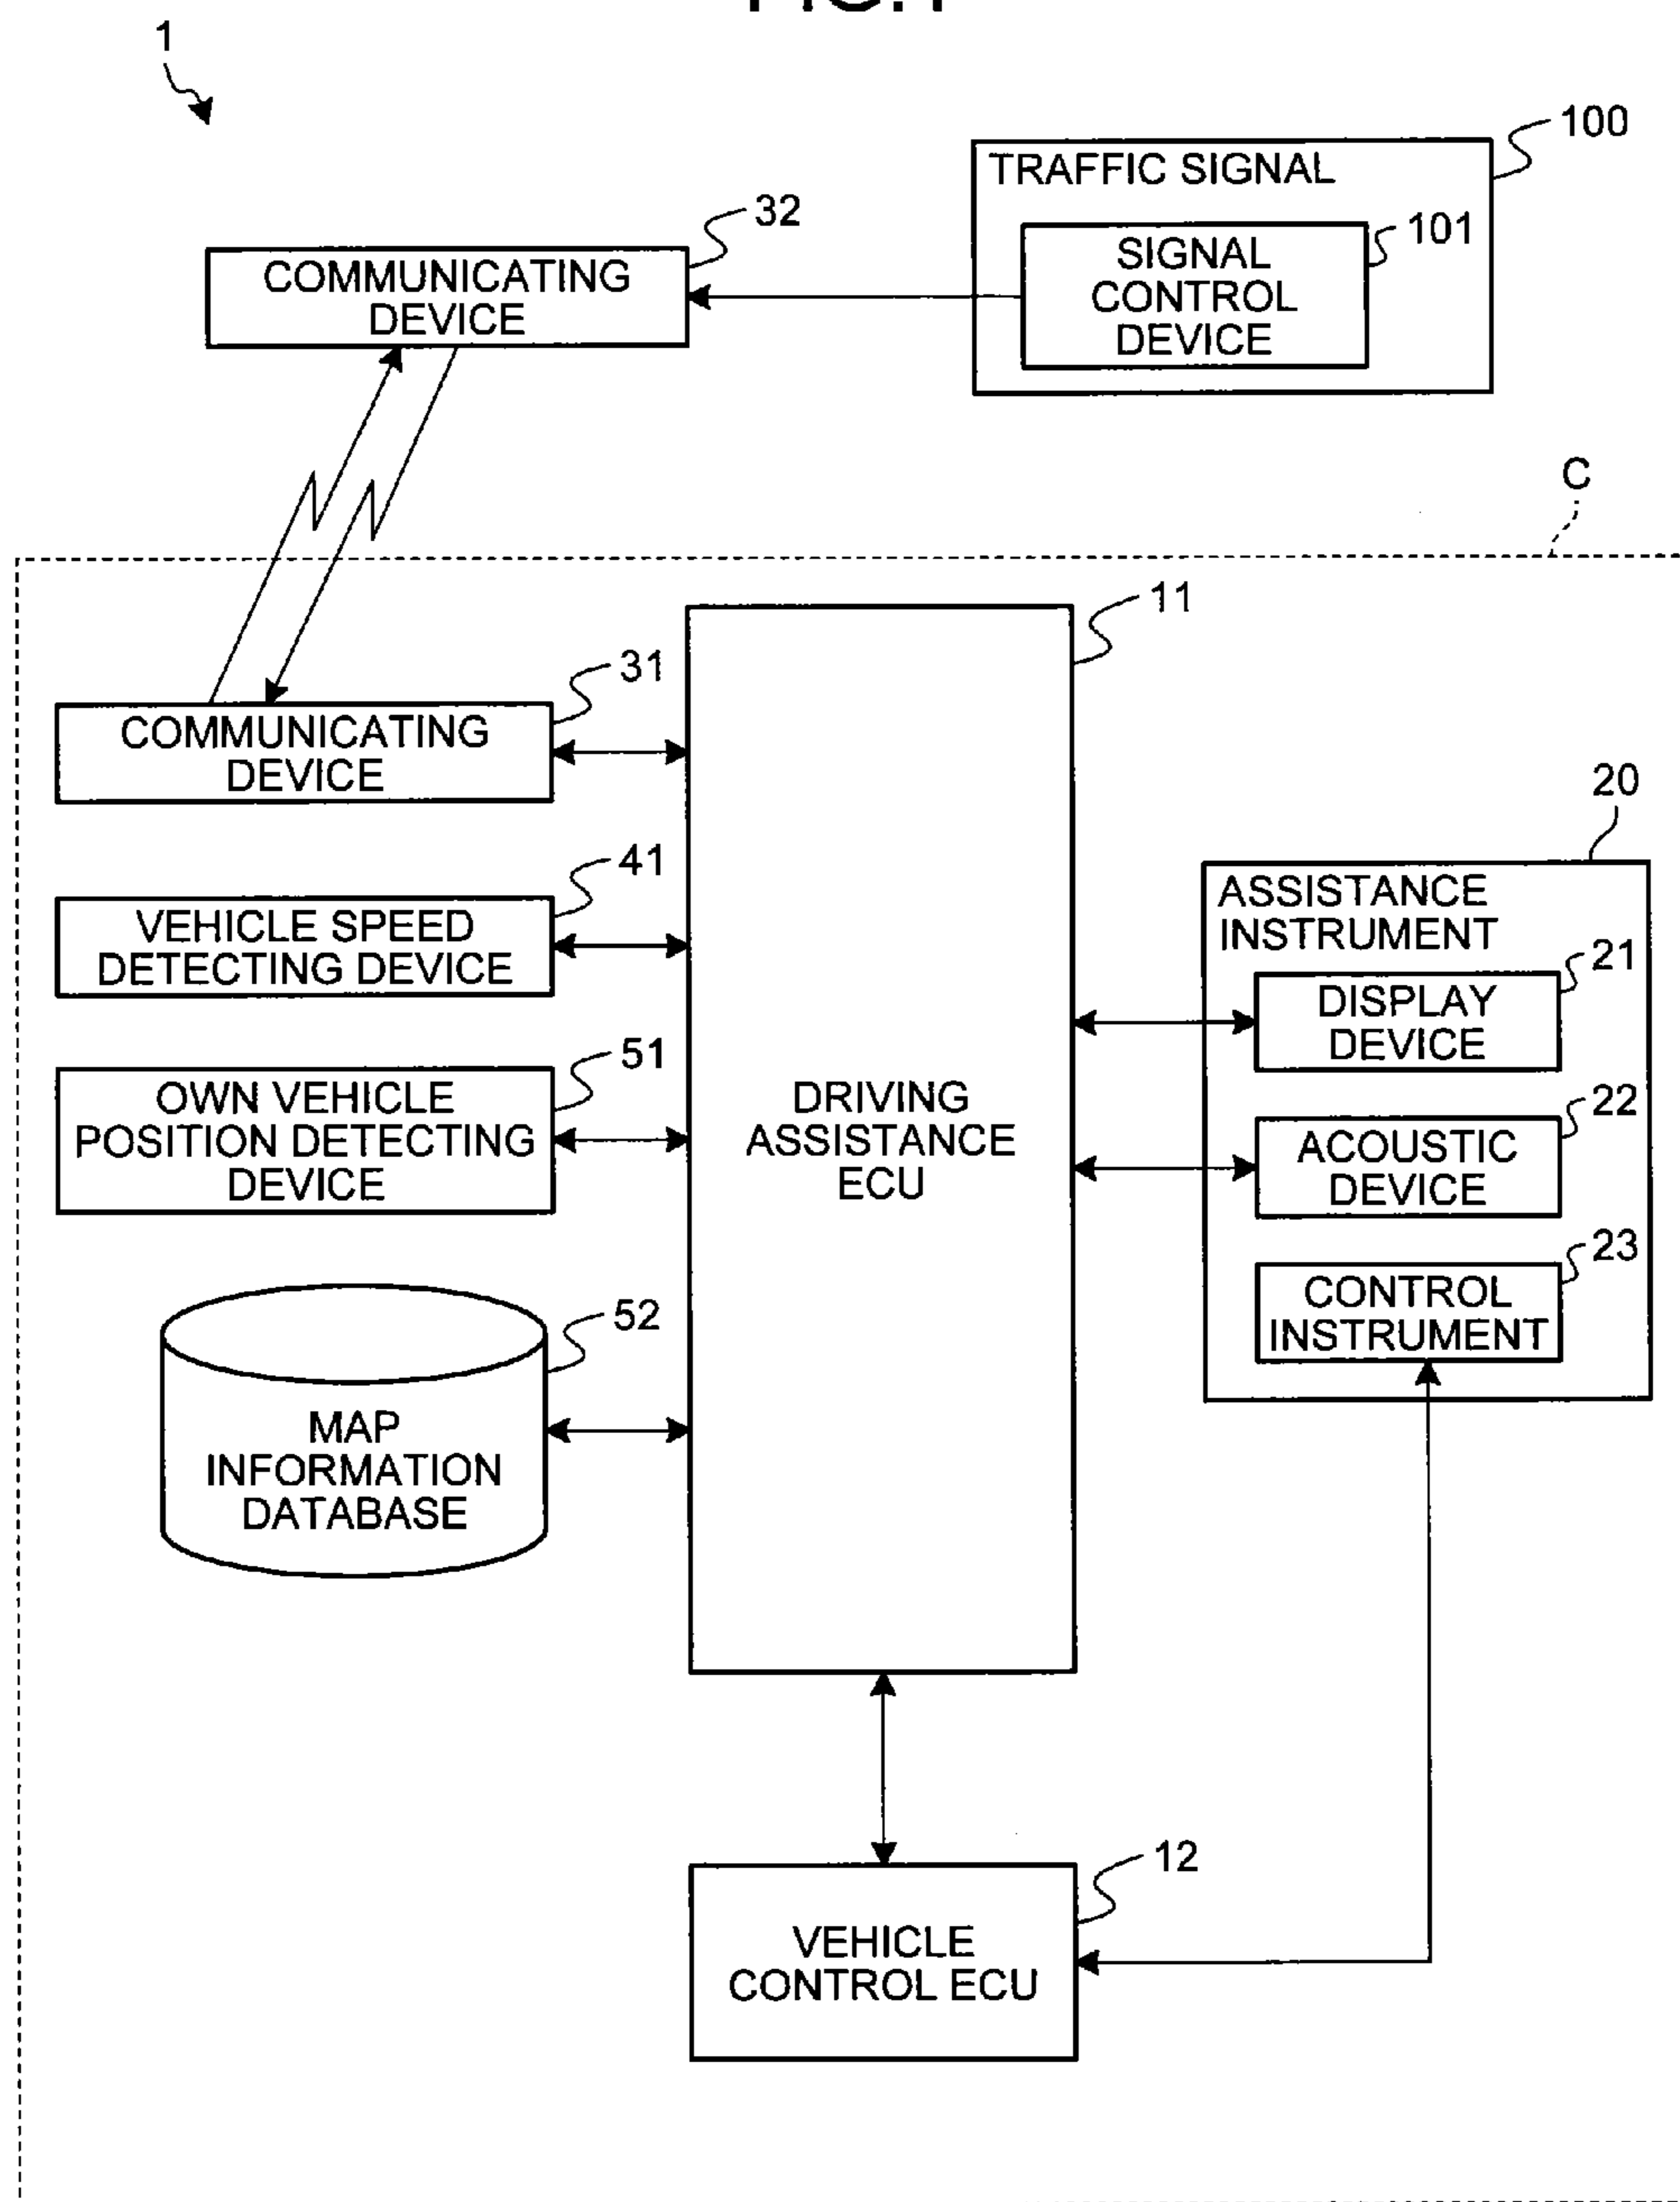 FIG.1
1
100
TRAFFIC SIGNAL
32
101
COMMUNICATING
DEVICE
SIGNAL
CONTROL
DEVICE
C
11
31
COMMUNICATING
DEVICE
20
41
VEHICLE SPEED
DETECTING DEVICE
ASSISTANCE
INSTRUMENT
21
DISPLAY
DEVICE
51
OWN VEHICLE
POSITION DETECTING
DEVICE
DRIVING
ASSISTANCE
ECU
22
ACOUSTIC
DEVICE
23
CONTROL
INSTRUMENT
52
MAP
INFORMATION
DATABASE
12
VEHICLE
CONTROL ECU